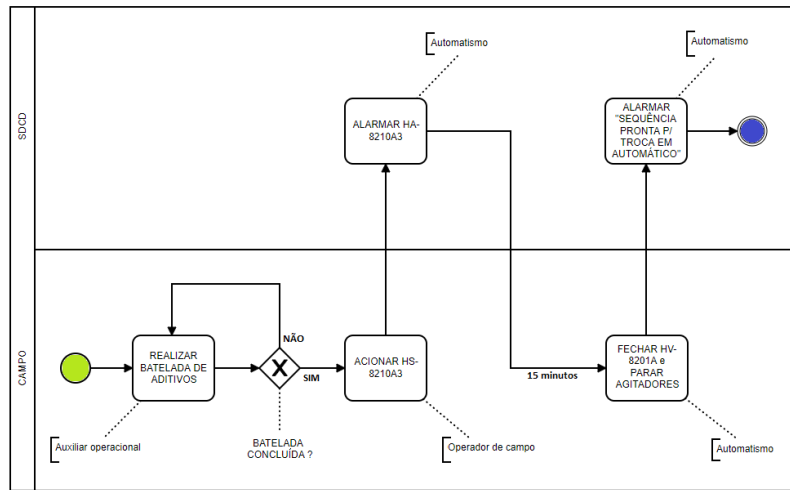 SDCD
Automatismo
Automatismo
ALARMAR HA-
8210A3
ALARMAR
"SEQUÊNCIA
PRONTA P/
TROCA EM
AUTOMÁTICO"
CAMPO
REALIZAR
BATELADA DE
ADITIVOS
NÃO
X
SIM
ACIONAR HS-
8210A3
15 minutos
FECHAR HV-
8201A e
PARAR
AGITADORES
Auxiliar operacional
BATELADA
CONCLUÍDA ?
Operador de campo
Automatismo